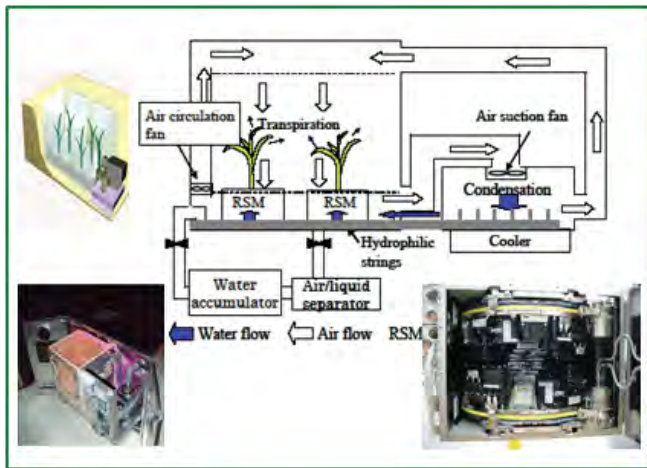 Air circulation
fan
Transpiration
Air suction fan
Condensation
RSM
RSM
Hydrophilic
strings
Cooler
Water
accumulator
Air/liquid
separator
Water flow
Air flow
RSM